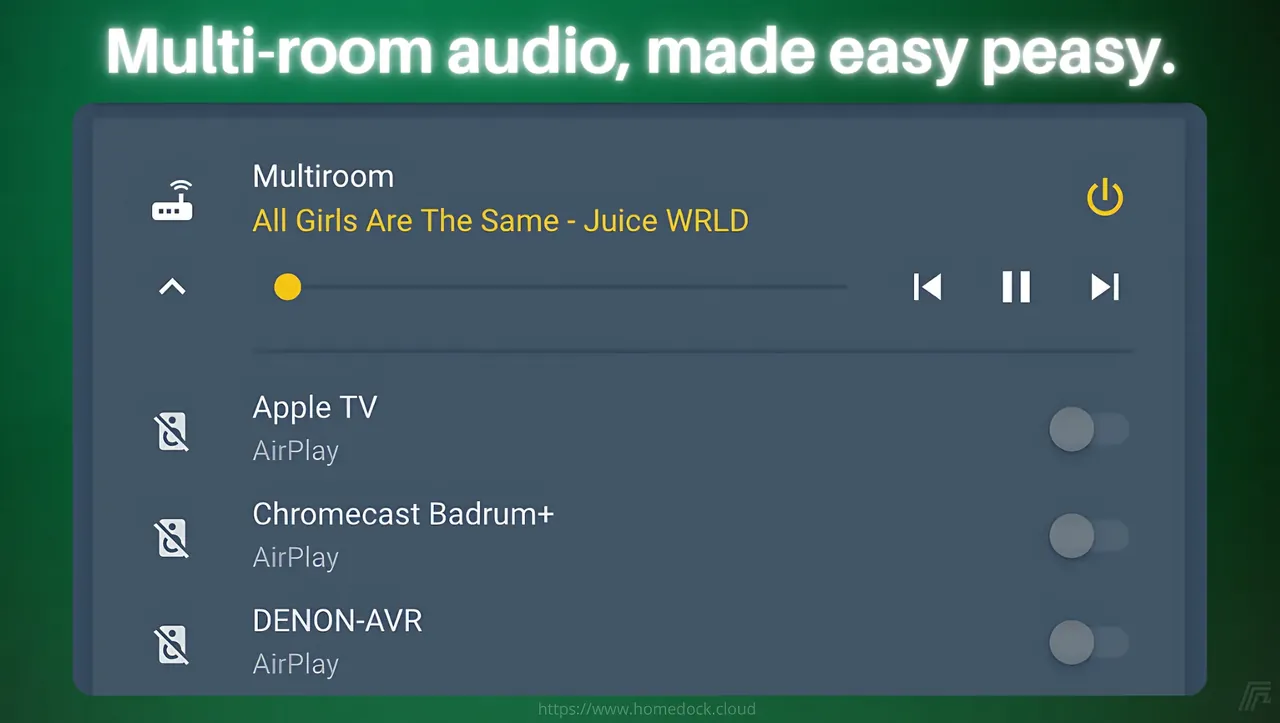 Multi-room audio, made easy peasy.
Multiroom
All Girls Are The Same - Juice WRLD
Apple TV
AirPlay
Chromecast Badrum+
AirPlay
DENON-AVR
AirPlay
https://www.homedock.cloud